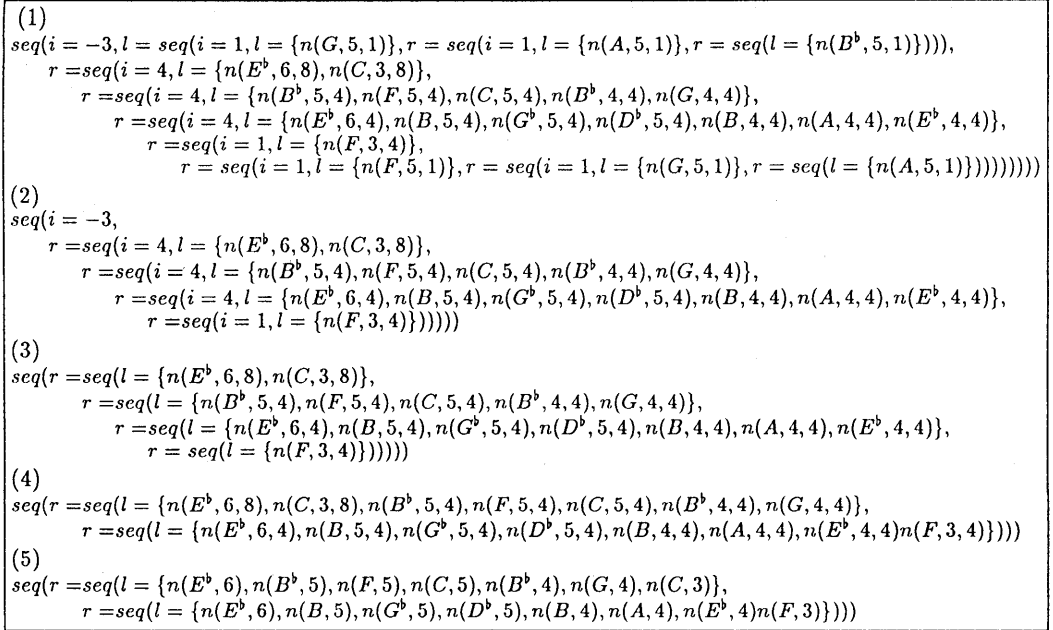 (1)
seq(i = −3, l = seq(i = 1, l = {n(G, 5, 1)}, r = seq(i = 1, l = {n(A, 5, 1)}, r = seq(l = {n(B♭, 5, 1)}))),
r =seq(i = 4, l = {n(E♭, 6, 8), n(C, 3, 8)},
r =seq(i = 4, l = {n(B♭, 5, 4), n(F, 5, 4), n(C, 5, 4), n(B♭, 4, 4), n(G, 4, 4)},
r =seq(i = 4, l = {n(E♭, 6, 4), n(B, 5, 4), n(G♭, 5, 4), n(D♭, 5, 4), n(B, 4, 4), n(A, 4, 4), n(E♭, 4, 4)},
r =seq(i = 1, l = {n(F, 3, 4)},
r = seq(i = 1, l = {n(F, 5, 1)}, r = seq(i = 1, l = {n(G, 5, 1)}, r = seq(l = {n(A, 5, 1)})))))))))
(2)
seq(i = −3,
r =seq(i = 4, l = {n(E♭, 6, 8), n(C, 3, 8)},
r =seq(i = 4, l = {n(B♭, 5, 4), n(F, 5, 4), n(C, 5, 4), n(B♭, 4, 4), n(G, 4, 4)},
r =seq(i = 4, l = {n(E♭, 6, 4), n(B, 5, 4), n(G♭, 5, 4), n(D♭, 5, 4), n(B, 4, 4), n(A, 4, 4), n(E♭, 4, 4)},
r =seq(i = 1, l = {n(F, 3, 4)}))))))
(3)
seq(r =seq(l = {n(E♭, 6, 8), n(C, 3, 8)},
r =seq(l = {n(B♭, 5, 4), n(F, 5, 4), n(C, 5, 4), n(B♭, 4, 4), n(G, 4, 4)},
r =seq(l = {n(E♭, 6, 4), n(B, 5, 4), n(G♭, 5, 4), n(D♭, 5, 4), n(B, 4, 4), n(A, 4, 4), n(E♭, 4, 4)},
r = seq(l = {n(F, 3, 4)}))))))
(4)
seq(r =seq(l = {n(E♭, 6, 8), n(C, 3, 8), n(B♭, 5, 4), n(F, 5, 4), n(C, 5, 4), n(B♭, 4, 4), n(G, 4, 4)},
r =seq(l = {n(E♭, 6, 4), n(B, 5, 4), n(G♭, 5, 4), n(D♭, 5, 4), n(B, 4, 4), n(A, 4, 4), n(E♭, 4, 4)n(F, 3, 4)})))
(5)
seq(r =seq(l = {n(E♭, 6), n(B♭, 5), n(F, 5), n(C, 5), n(B♭, 4), n(G, 4), n(C, 3)},
r =seq(l = {n(E♭, 6), n(B, 5), n(G♭, 5), n(D♭, 5), n(B, 4), n(A, 4), n(E♭, 4)n(F, 3)})))